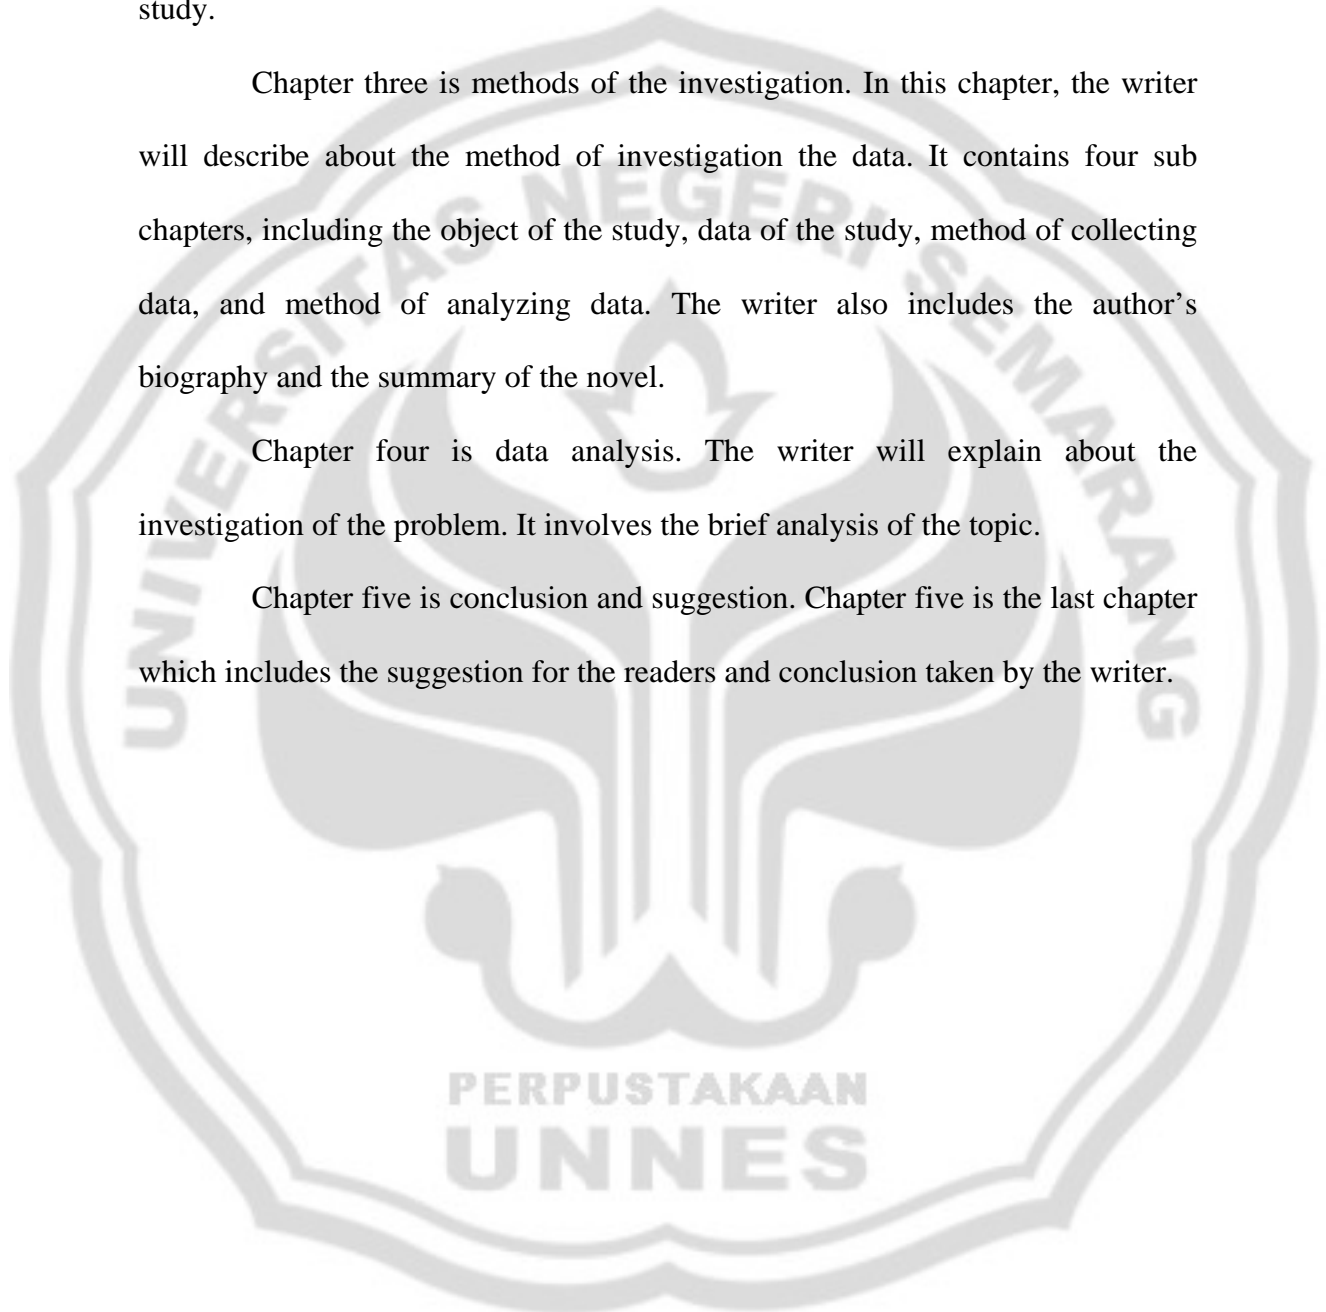 study.
Chapter three is methods of the investigation. In this chapter, the writer
will describe about the method of investigation the data. It contains four sub
chapters, including the object of the study, data of the study, method of collecting
data, and method of analyzing data. The writer also includes the author’s
biography and the summary of the novel.
Chapter four is data analysis. The writer will explain about the
investigation of the problem. It involves the brief analysis of the topic.
Chapter five is conclusion and suggestion. Chapter five is the last chapter
which includes the suggestion for the readers and conclusion taken by the writer.
UNIVERSITAS NEGERI SEMARANG
PERPUSTAKAAN
UNNES